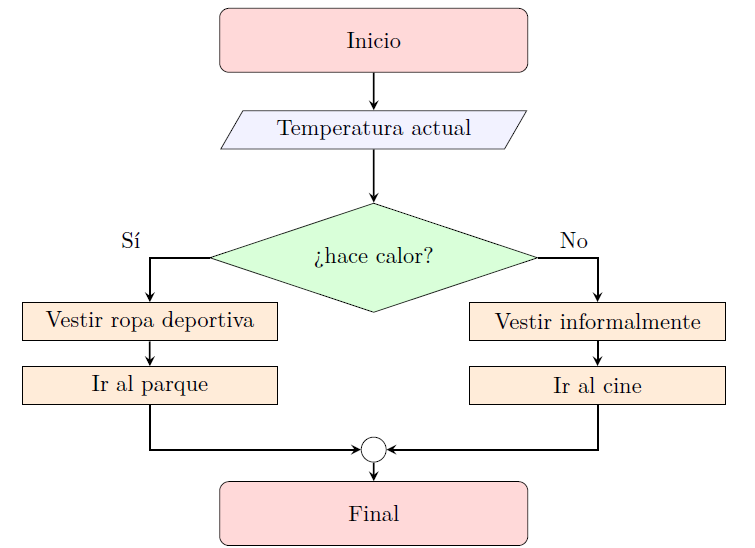 Inicio
Temperatura actual
¿hace calor?
Sí
No
Vestir ropa deportiva
Vestir informalmente
Ir al parque
Ir al cine
Final